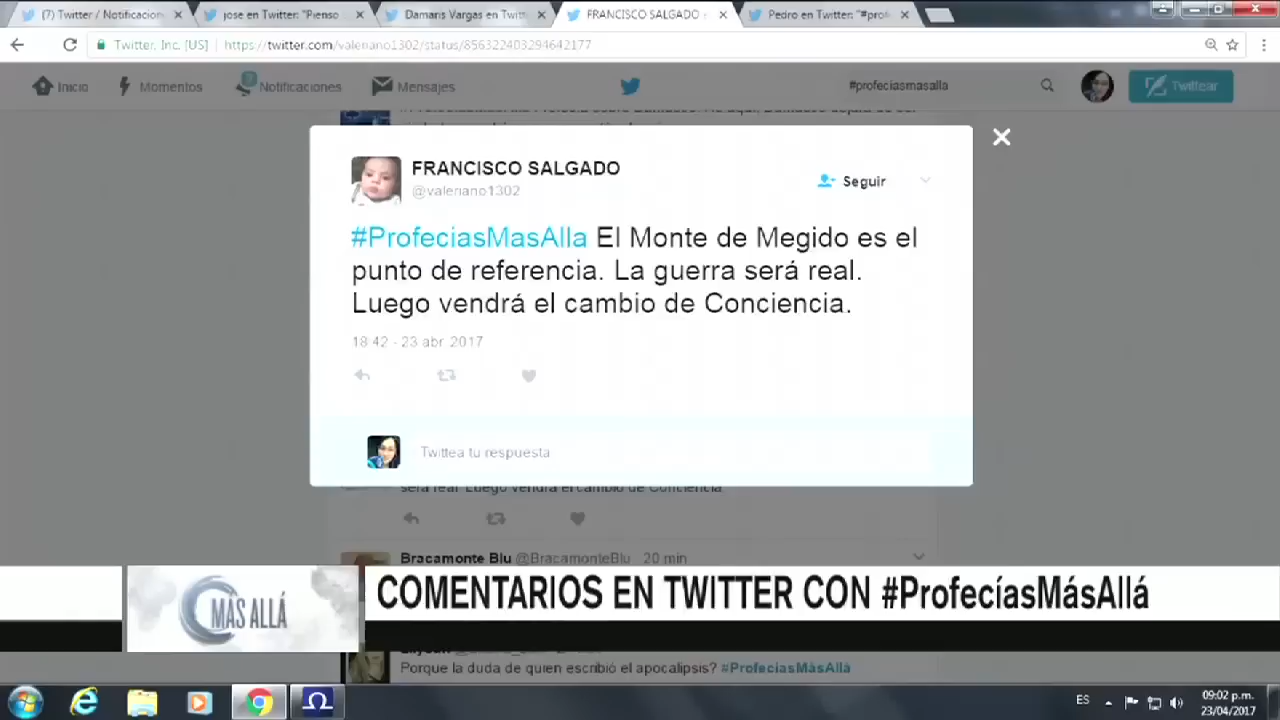 (7) Twitter / Notificacion
jose en Twitter: "Pienso
Damaris Vargas en Twitt
FRANCISCO SALGADO
Pedro en Twitter: "#prof
Twitter, Inc. [US] | https://twitter.com/valeriano1302/status/856322403294642177
Inicio
Momentos
Notificaciones
Mensajes
#profeciasmasalla
Twittear
FRANCISCO SALGADO
@valeriano1302
Seguir
#ProfeciasMasAlla El Monte de Megido es el
punto de referencia. La guerra será real.
Luego vendrá el cambio de Conciencia.
18:42 - 23 abr. 2017
Twittea tu respuesta
será real. Luego vendrá el cambio de Conciencia.
Bracamonte Blu @BracamonteBlu 20 min
MÁS ALLÁ
COMENTARIOS EN TWITTER CON #ProfecíasMásAllá
Porque la duda de quien escribió el apocalipsis? #ProfeciasMásAllá
ES
09:02 p.m.
23/04/2017